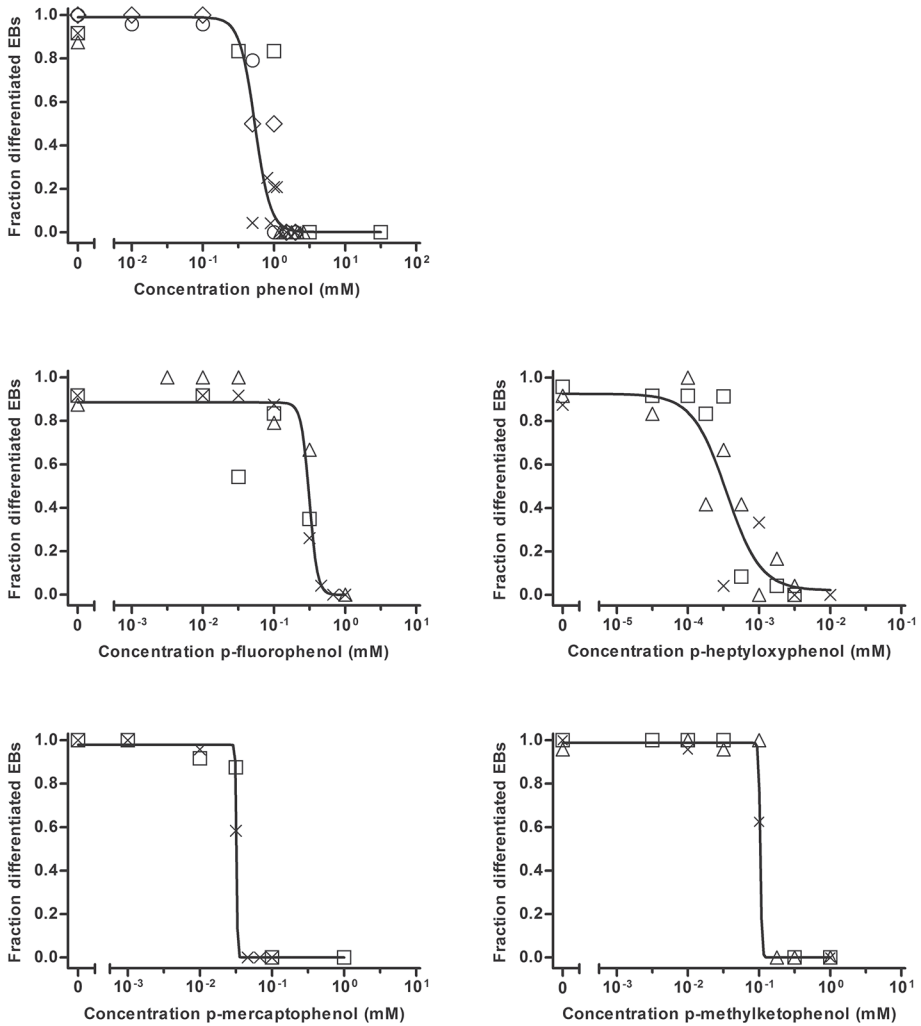 Fraction differentiated EBs
1.0
0.8
0.6
0.4
0.2
0.0
0 10-2 10-1 100 101 102
Concentration phenol (mM)
Fraction differentiated EBs
1.0
0.8
0.6
0.4
0.2
0.0
0 10-3 10-2 10-1 100 101
Concentration p-fluorophenol (mM)
Fraction differentiated EBs
1.0
0.8
0.6
0.4
0.2
0.0
0 10-5 10-4 10-3 10-2 10-1
Concentration p-heptyloxyphenol (mM)
Fraction differentiated EBs
1.0
0.8
0.6
0.4
0.2
0.0
0 10-3 10-2 10-1 100 101
Concentration p-mercaptophenol (mM)
Fraction differentiated EBs
1.0
0.8
0.6
0.4
0.2
0.0
0 10-3 10-2 10-1 100 101
Concentration p-methylketophenol (mM)